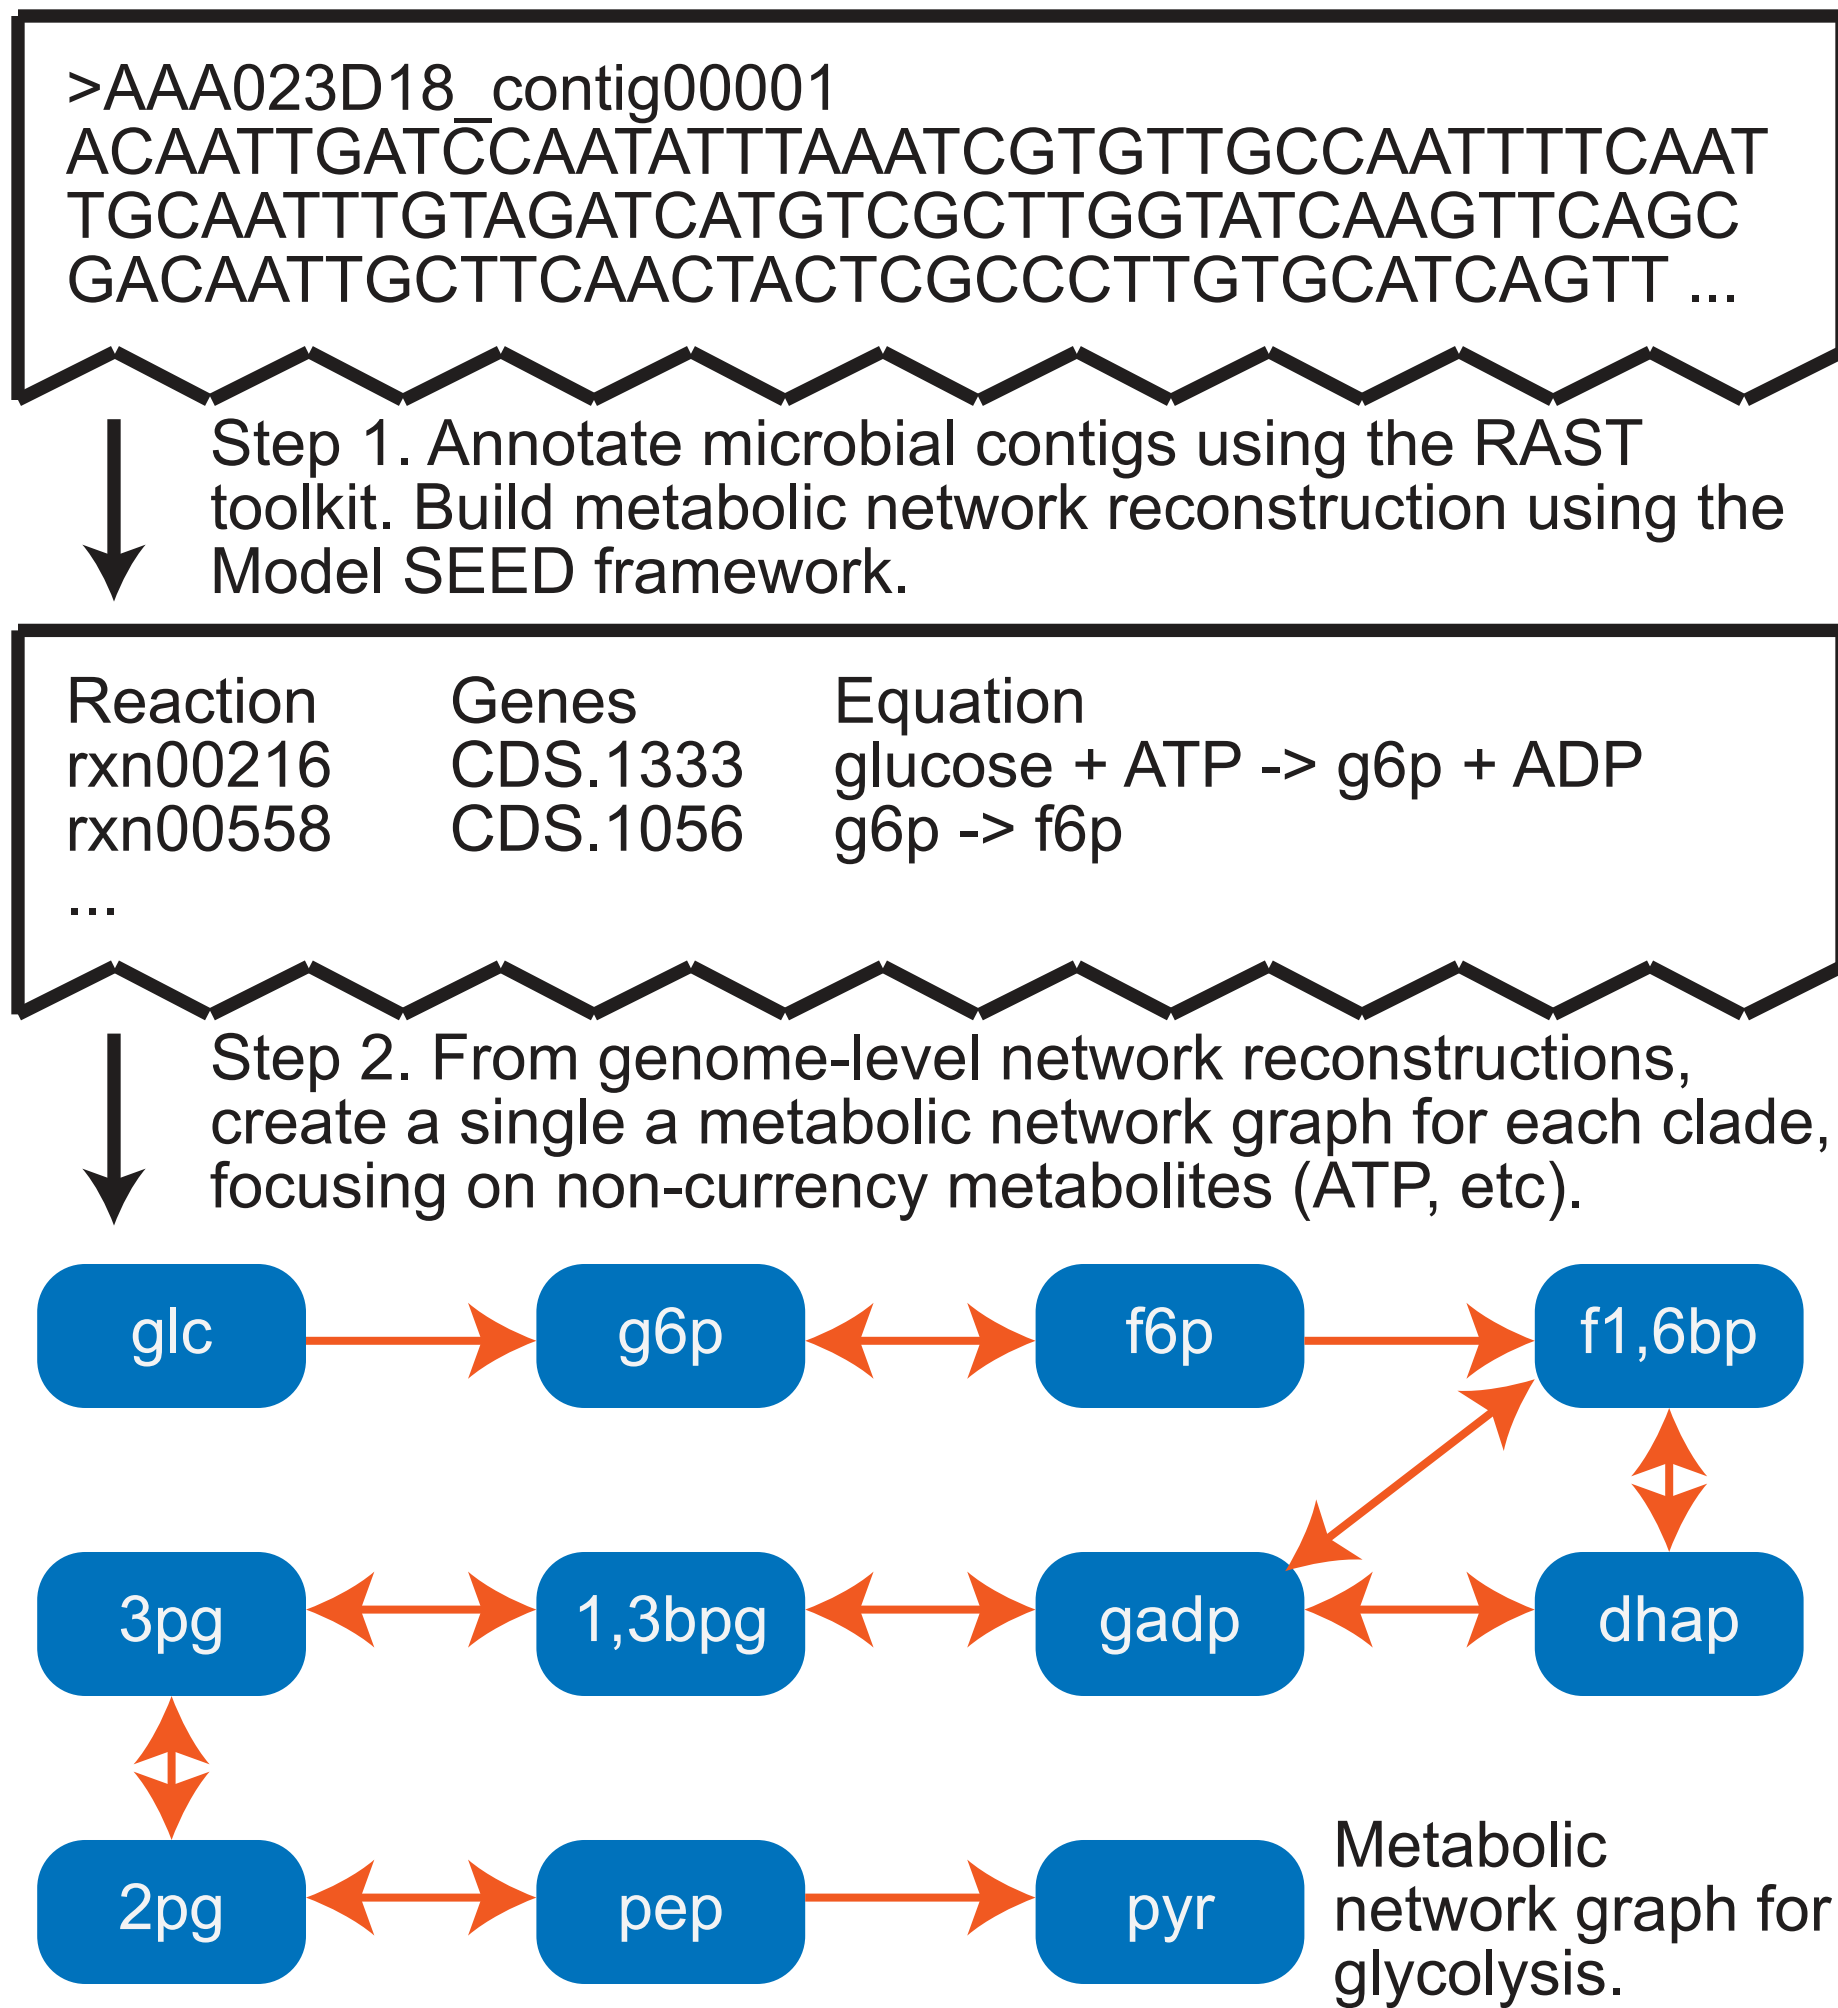 >AAA023D18_contig00001
ACAATTGATCCAATATTTAAATCGTGTTGCCAATTTTCAAT
TGCAATTTGTAGATCATGTCGCTTGGTATCAAGTTCAGC
GACAATTGCTTCAACTACTCGCCCTTGTGCATCAGTT ...
Step 1. Annotate microbial contigs using the RAST
toolkit. Build metabolic network reconstruction using the
Model SEED framework.
Reaction Genes Equation
rxn00216 CDS.1333 glucose + ATP -> g6p + ADP
rxn00558 CDS.1056 g6p -> f6p
...
Step 2. From genome-level network reconstructions,
create a single a metabolic network graph for each clade,
focusing on non-currency metabolites (ATP, etc).
glc g6p f6p f1,6bp
3pg 1,3bpg gadp dhap
2pg pep pyr
Metabolic
network graph for
glycolysis.